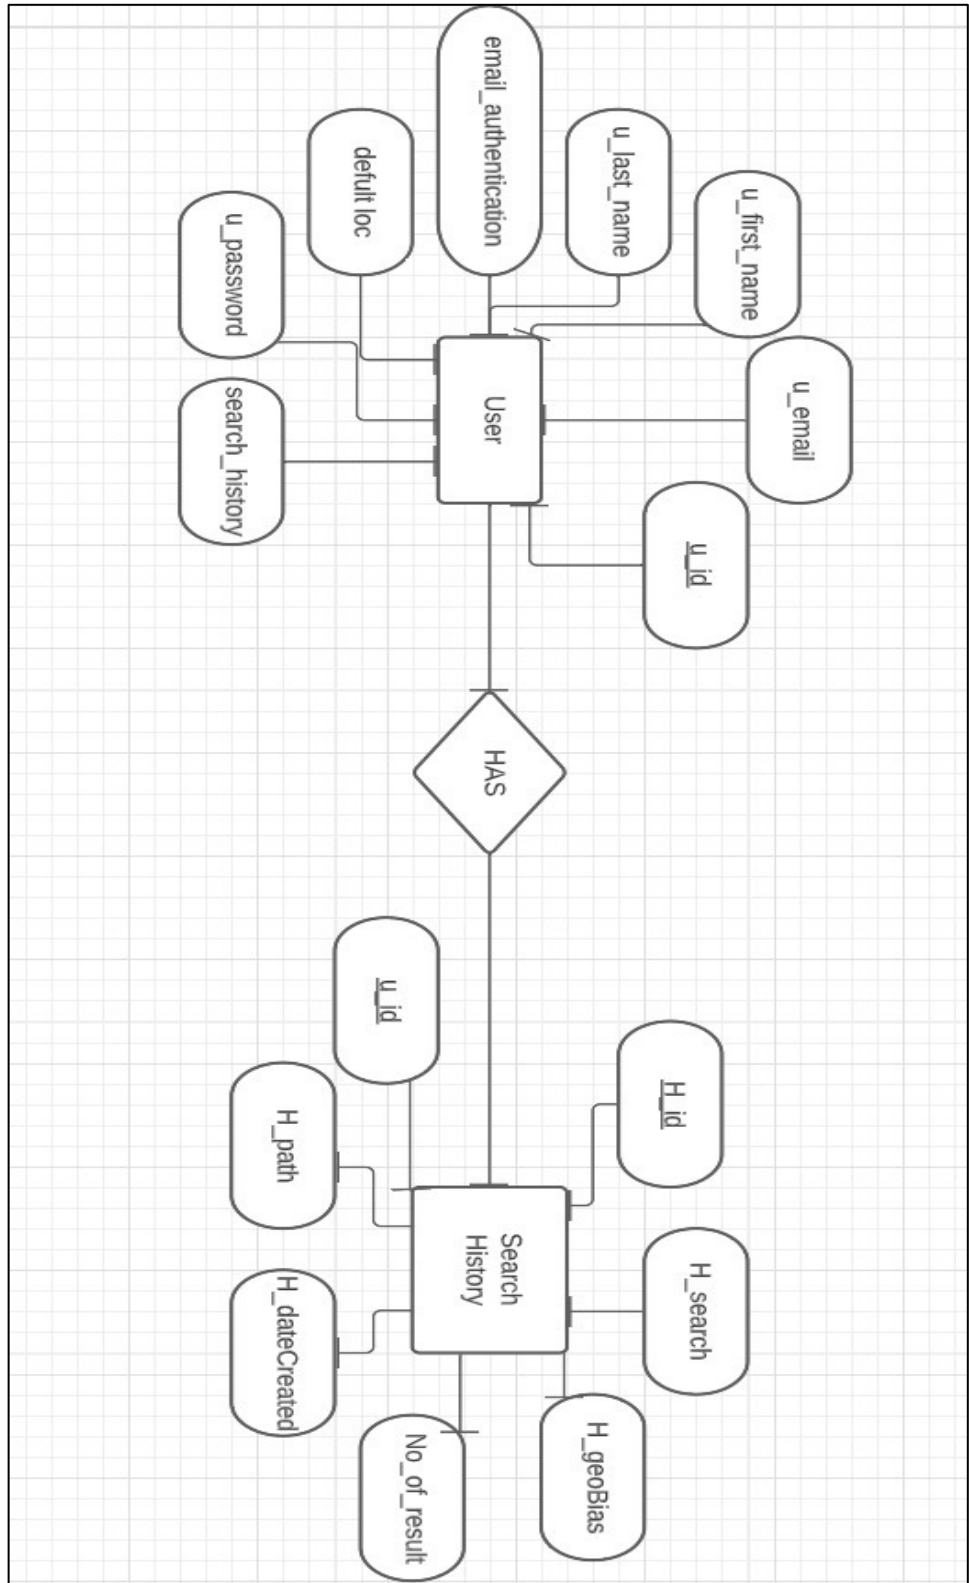 email_authentication
u_last_name
u_first_name
defult loc
u_password
u_email
User
search_history
u_id
HAS
u_id
H_id
H_path
H_search
Search
History
H_dateCreated
H_geoBias
No_of_result